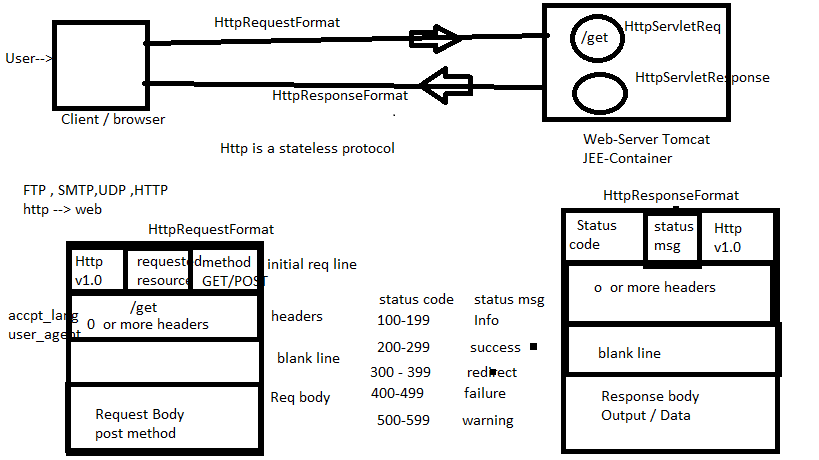 HttpRequestFormat
HttpServletReq
/get
User-->
HttpServletResponse
HttpResponseFormat
Client / browser
Web-Server Tomcat
JEE-Container
Http is a stateless protocol
FTP , SMTP,UDP ,HTTP
http --> web
HttpRequestFormat
Http
v1.0
requested
resource
method
GET/POST
initial req line
accpt_lang
user_agent
/get
0 or more headers
headers
blank line
Req body
Request Body
post method
status code status msg
100-199 Info
200-299 success
300 - 399 redirect
400-499 failure
500-599 warning
HttpResponseFormat
Status
code
status
msg
Http
v1.0
o or more headers
blank line
Response body
Output / Data